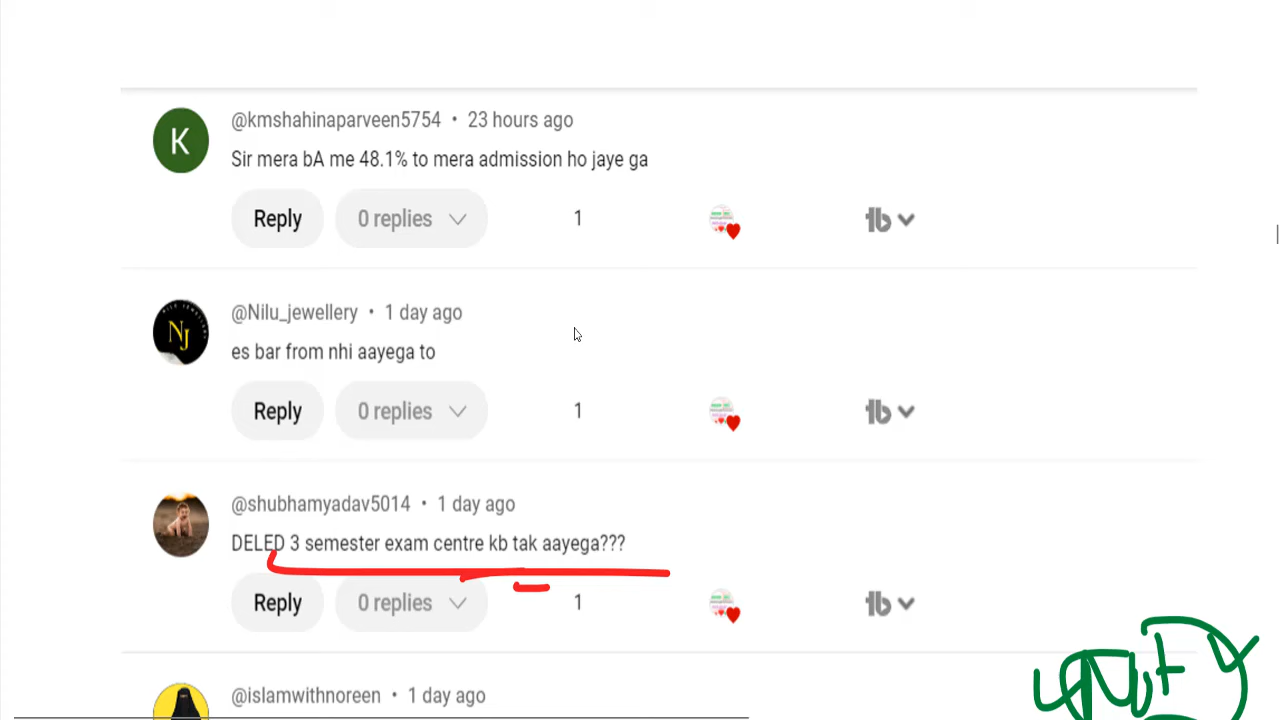 @kmshahinaparveen5754 • 23 hours ago
K
Sir mera bA me 48.1% to mera admission ho jaye ga
Reply 0 replies 1
@Nilu_jewellery • 1 day ago
NJ
es bar from nhi aayega to
Reply 0 replies 1
@shubhamyadav5014 • 1 day ago
DELED 3 semester exam centre kb tak aayega???
Reply 0 replies 1
@islamwithnoreen • 1 day ago